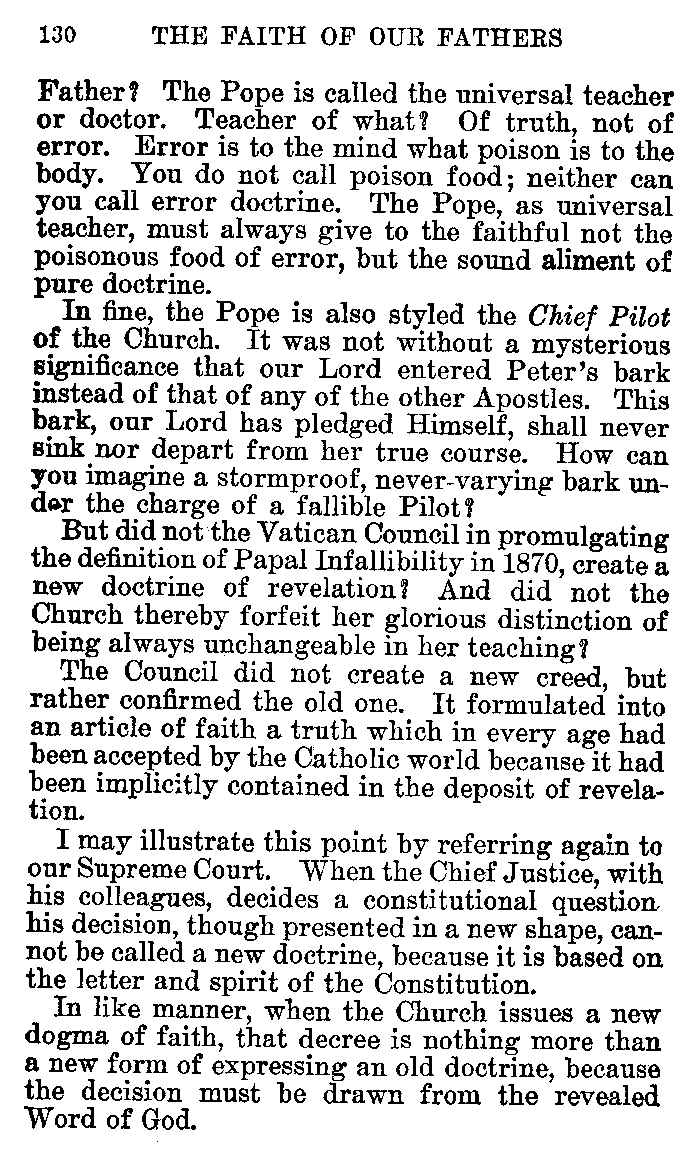 130 THE FAITH OF OUR FATHERS
Father? The Pope is called the universal teacher
or doctor. Teacher of what? Of truth, not of
error. Error is to the mind what poison is to the
body. You do not call poison food; neither can
you call error doctrine. The Pope, as universal
teacher, must always give to the faithful not the
poisonous food of error, but the sound aliment of
pure doctrine.
In fine, the Pope is also styled the Chief Pilot
of the Church. It was not without a mysterious
significance that our Lord entered Peter's bark
instead of that of any of the other Apostles. This
bark, our Lord has pledged Himself, shall never
sink nor depart from her true course. How can
you imagine a stormproof, never-varying bark un-
der the charge of a fallible Pilot?
But did not the Vatican Council in promulgating
the definition of Papal Infallibility in 1870, create a
new doctrine of revelation? And did not the
Church thereby forfeit her glorious distinction of
being always unchangeable in her teaching?
The Council did not create a new creed, but
rather confirmed the old one. It formulated into
an article of faith a truth which in every age had
been accepted by the Catholic world because it had
been implicitly contained in the deposit of revela-
tion.
I may illustrate this point by referring again to
our Supreme Court. When the Chief Justice, with
his colleagues, decides a constitutional question
his decision, though presented in a new shape, can-
not be called a new doctrine, because it is based on
the letter and spirit of the Constitution.
In like manner, when the Church issues a new
dogma of faith, that decree is nothing more than
a new form of expressing an old doctrine, because
the decision must be drawn from the revealed
Word of God.